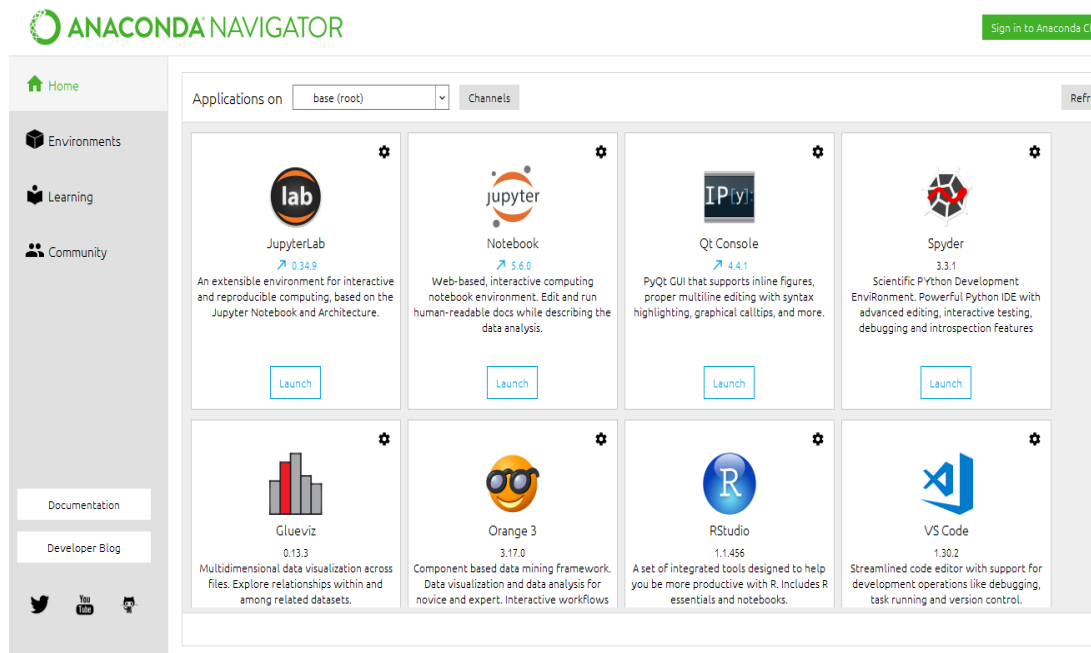 ANACONDA NAVIGATOR
Sign in to Anaconda Cl
Home
Environments
Learning
Community
Documentation
Developer Blog
You
Tube
Applications on
base (root)
Channels
Refr
lab
JupyterLab
0.34.9
An extensible environment for interactive
and reproducible computing, based on the
Jupyter Notebook and Architecture.
Launch
jupyter
Notebook
5.6.0
Web-based, interactive computing
notebook environment. Edit and run
human-readable docs while describing the
data analysis.
Launch
IP[y]:
Qt Console
4.4.1
PyQt GUI that supports inline figures,
proper multiline editing with syntax
highlighting, graphical calltips, and more.
Launch
Spyder
3.3.1
Scientific PYthon Development
EnviRonment. Powerful Python IDE with
advanced editing, interactive testing,
debugging and introspection features
Launch
Glueviz
0.13.3
Multidimensional data visualization across
files. Explore relationships within and
among related datasets.
Orange 3
3.17.0
Component based data mining framework.
Data visualization and data analysis for
novice and expert. Interactive workflows
R
RStudio
1.1.456
A set of integrated tools designed to help
you be more productive with R. Includes R
essentials and notebooks.
VS Code
1.30.2
Streamlined code editor with support for
development operations like debugging,
task running and version control.